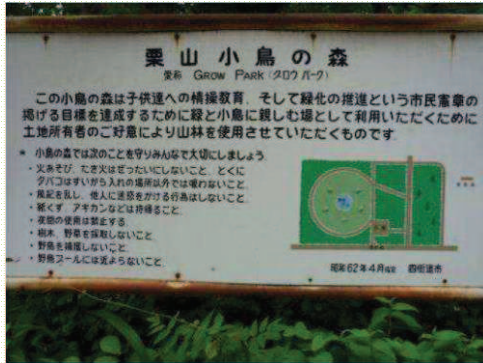 栗山小鳥の森
愛称 GROW PARK (グロウ パーク)
この小鳥の森は子供達への情操教育、そして緑化の推進という市民憲章の
掲げる目標を達成するために緑と小鳥に親しむ場として利用いただくために
土地所有者のご好意により山林を使用させていただくものです。
小鳥の森では次のことを守りみんなで大切にしましょう
・火あそび、たき火はぜったいにしないこと、とくに
タバコはすいがら入れの場所以外では吸わないこと
・風紀を乱し、他人に迷惑をかける行為はしないこと
・紙くず、アキカンなどは持帰ること
・夜間の使用は禁止する
・樹木、野草を採取しないこと
・野鳥を捕獲しないこと
・野鳥プールには近よらないこと
昭和62年4月 四街道市